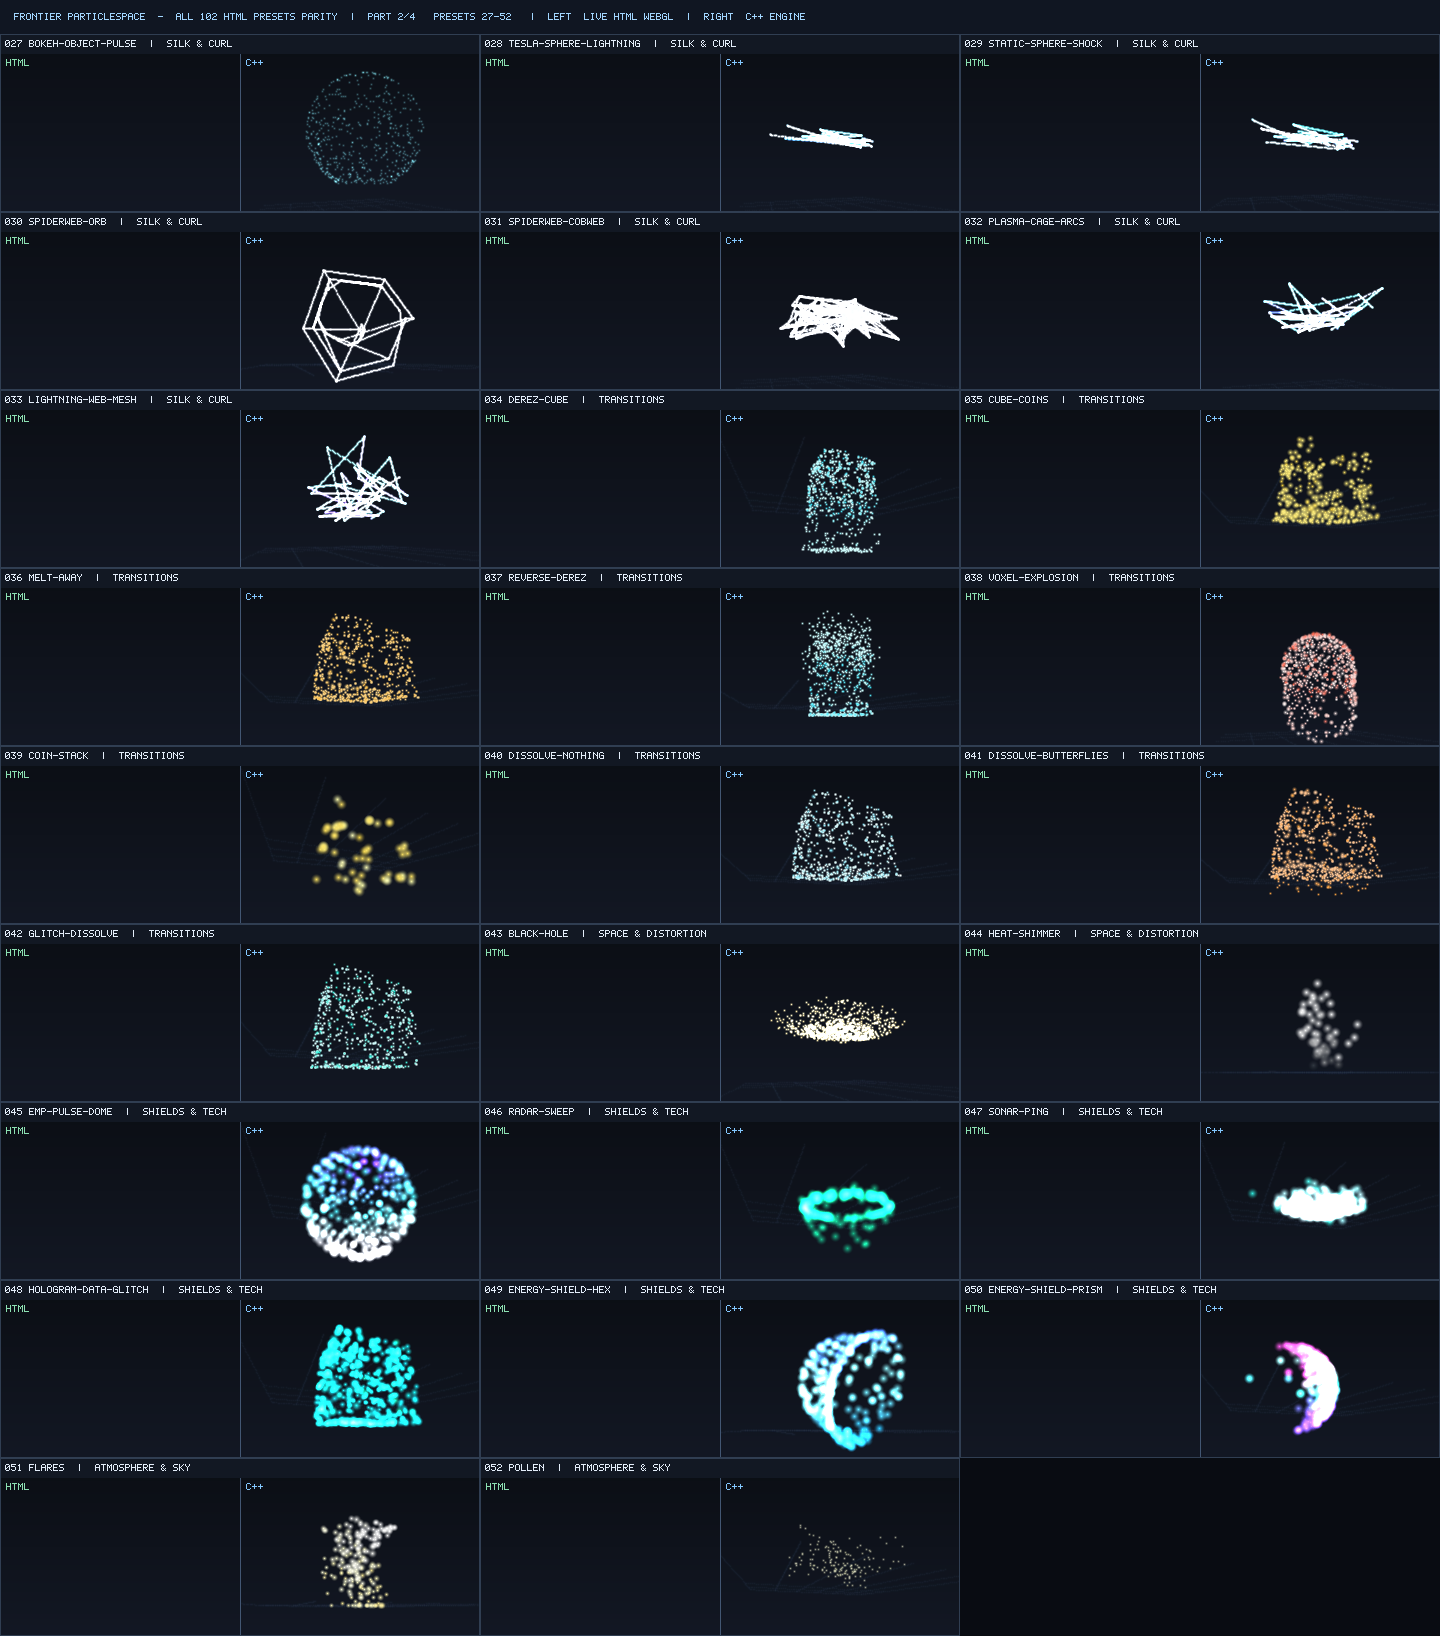 FRONTIER PARTICLESPACE — ALL 102 HTML PRESETS PARITY | PART 2/4 PRESETS 27-52 | LEFT LIVE HTML WEBGL | RIGHT C++ ENGINE
027 BOKEH-OBJECT-PULSE | SILK & CURL
HTML
C++
028 TESLA-SPHERE-LIGHTNING | SILK & CURL
HTML
C++
029 STATIC-SPHERE-SHOCK | SILK & CURL
HTML
C++
030 SPIDERWEB-ORB | SILK & CURL
HTML
C++
031 SPIDERWEB-COBWEB | SILK & CURL
HTML
C++
032 PLASMA-CAGE-ARCS | SILK & CURL
HTML
C++
033 LIGHTNING-WEB-MESH | SILK & CURL
HTML
C++
034 DEREZ-CUBE | TRANSITIONS
HTML
C++
035 CUBE-COINS | TRANSITIONS
HTML
C++
036 MELT-AWAY | TRANSITIONS
HTML
C++
037 REVERSE-DEREZ | TRANSITIONS
HTML
C++
038 VOXEL-EXPLOSION | TRANSITIONS
HTML
C++
039 COIN-STACK | TRANSITIONS
HTML
C++
040 DISSOLVE-NOTHING | TRANSITIONS
HTML
C++
041 DISSOLVE-BUTTERFLIES | TRANSITIONS
HTML
C++
042 GLITCH-DISSOLVE | TRANSITIONS
HTML
C++
043 BLACK-HOLE | SPACE & DISTORTION
HTML
C++
044 HEAT-SHIMMER | SPACE & DISTORTION
HTML
C++
045 EMP-PULSE-DOME | SHIELDS & TECH
HTML
C++
046 RADAR-SWEEP | SHIELDS & TECH
HTML
C++
047 SONAR-PING | SHIELDS & TECH
HTML
C++
048 HOLOGRAM-DATA-GLITCH | SHIELDS & TECH
HTML
C++
049 ENERGY-SHIELD-HEX | SHIELDS & TECH
HTML
C++
050 ENERGY-SHIELD-PRISM | SHIELDS & TECH
HTML
C++
051 FLARES | ATMOSPHERE & SKY
HTML
C++
052 POLLEN | ATMOSPHERE & SKY
HTML
C++